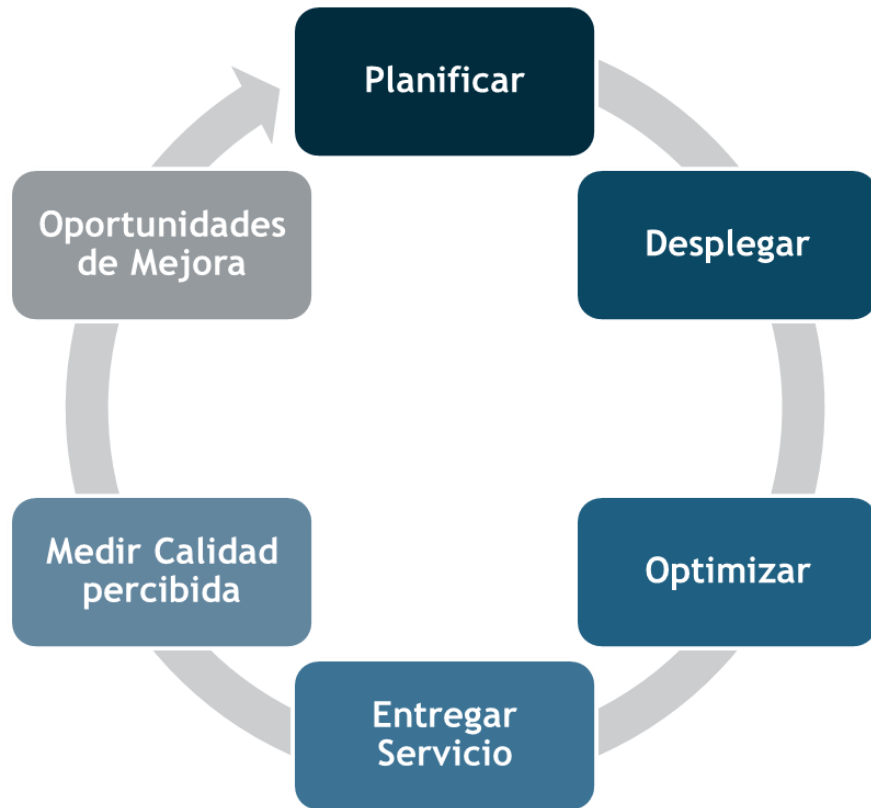 Planificar
Desplegar
Optimizar
Entregar
Servicio
Medir Calidad
percibida
Oportunidades
de Mejora